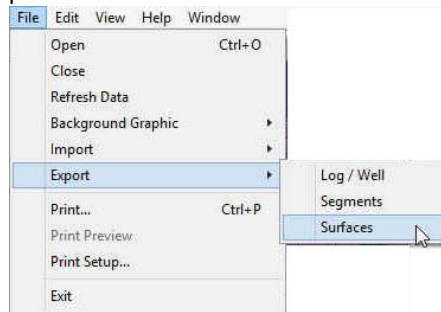 File Edit View Help Window
Open Ctrl+O
Close
Refresh Data
Background Graphic
Import
Export
Log / Well
Segments
Print... Ctrl+P
Surfaces
Print Preview
Print Setup...
Exit